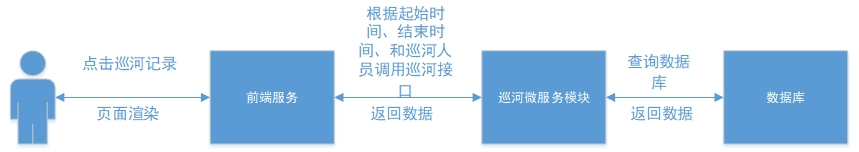 点击巡河记录
页面渲染
前端服务
根据起始时
间、结束时
间、和巡河人
员调用巡河接
口
返回数据
巡河微服务模块
查询数据
库
返回数据
数据库